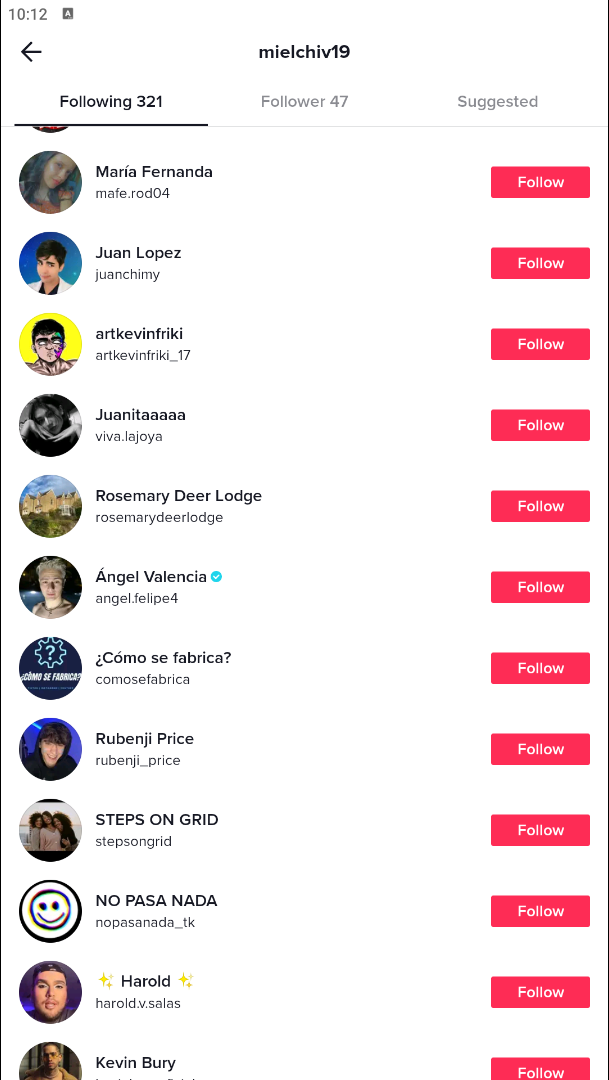 10:12 A
mielchiv19
Following 321
Follower 47
Suggested
María Fernanda
mafe.rod04
Follow
Juan Lopez
juanchimy
Follow
artkevinfriki
artkevinfriki_17
Follow
Juanitaaaaa
viva.lajoya
Follow
Rosemary Deer Lodge
rosemarydeerlodge
Follow
Ángel Valencia
angel.felipe4
Follow
?
¿CÓMO SE FABRICA?
¿Cómo se fabrica?
comosefabrica
Follow
Rubenji Price
rubenji_price
Follow
STEPS ON GRID
stepsongrid
Follow
NO PASA NADA
nopasanada_tk
Follow
✨ Harold ✨
harold.v.salas
Follow
Kevin Bury
Follow